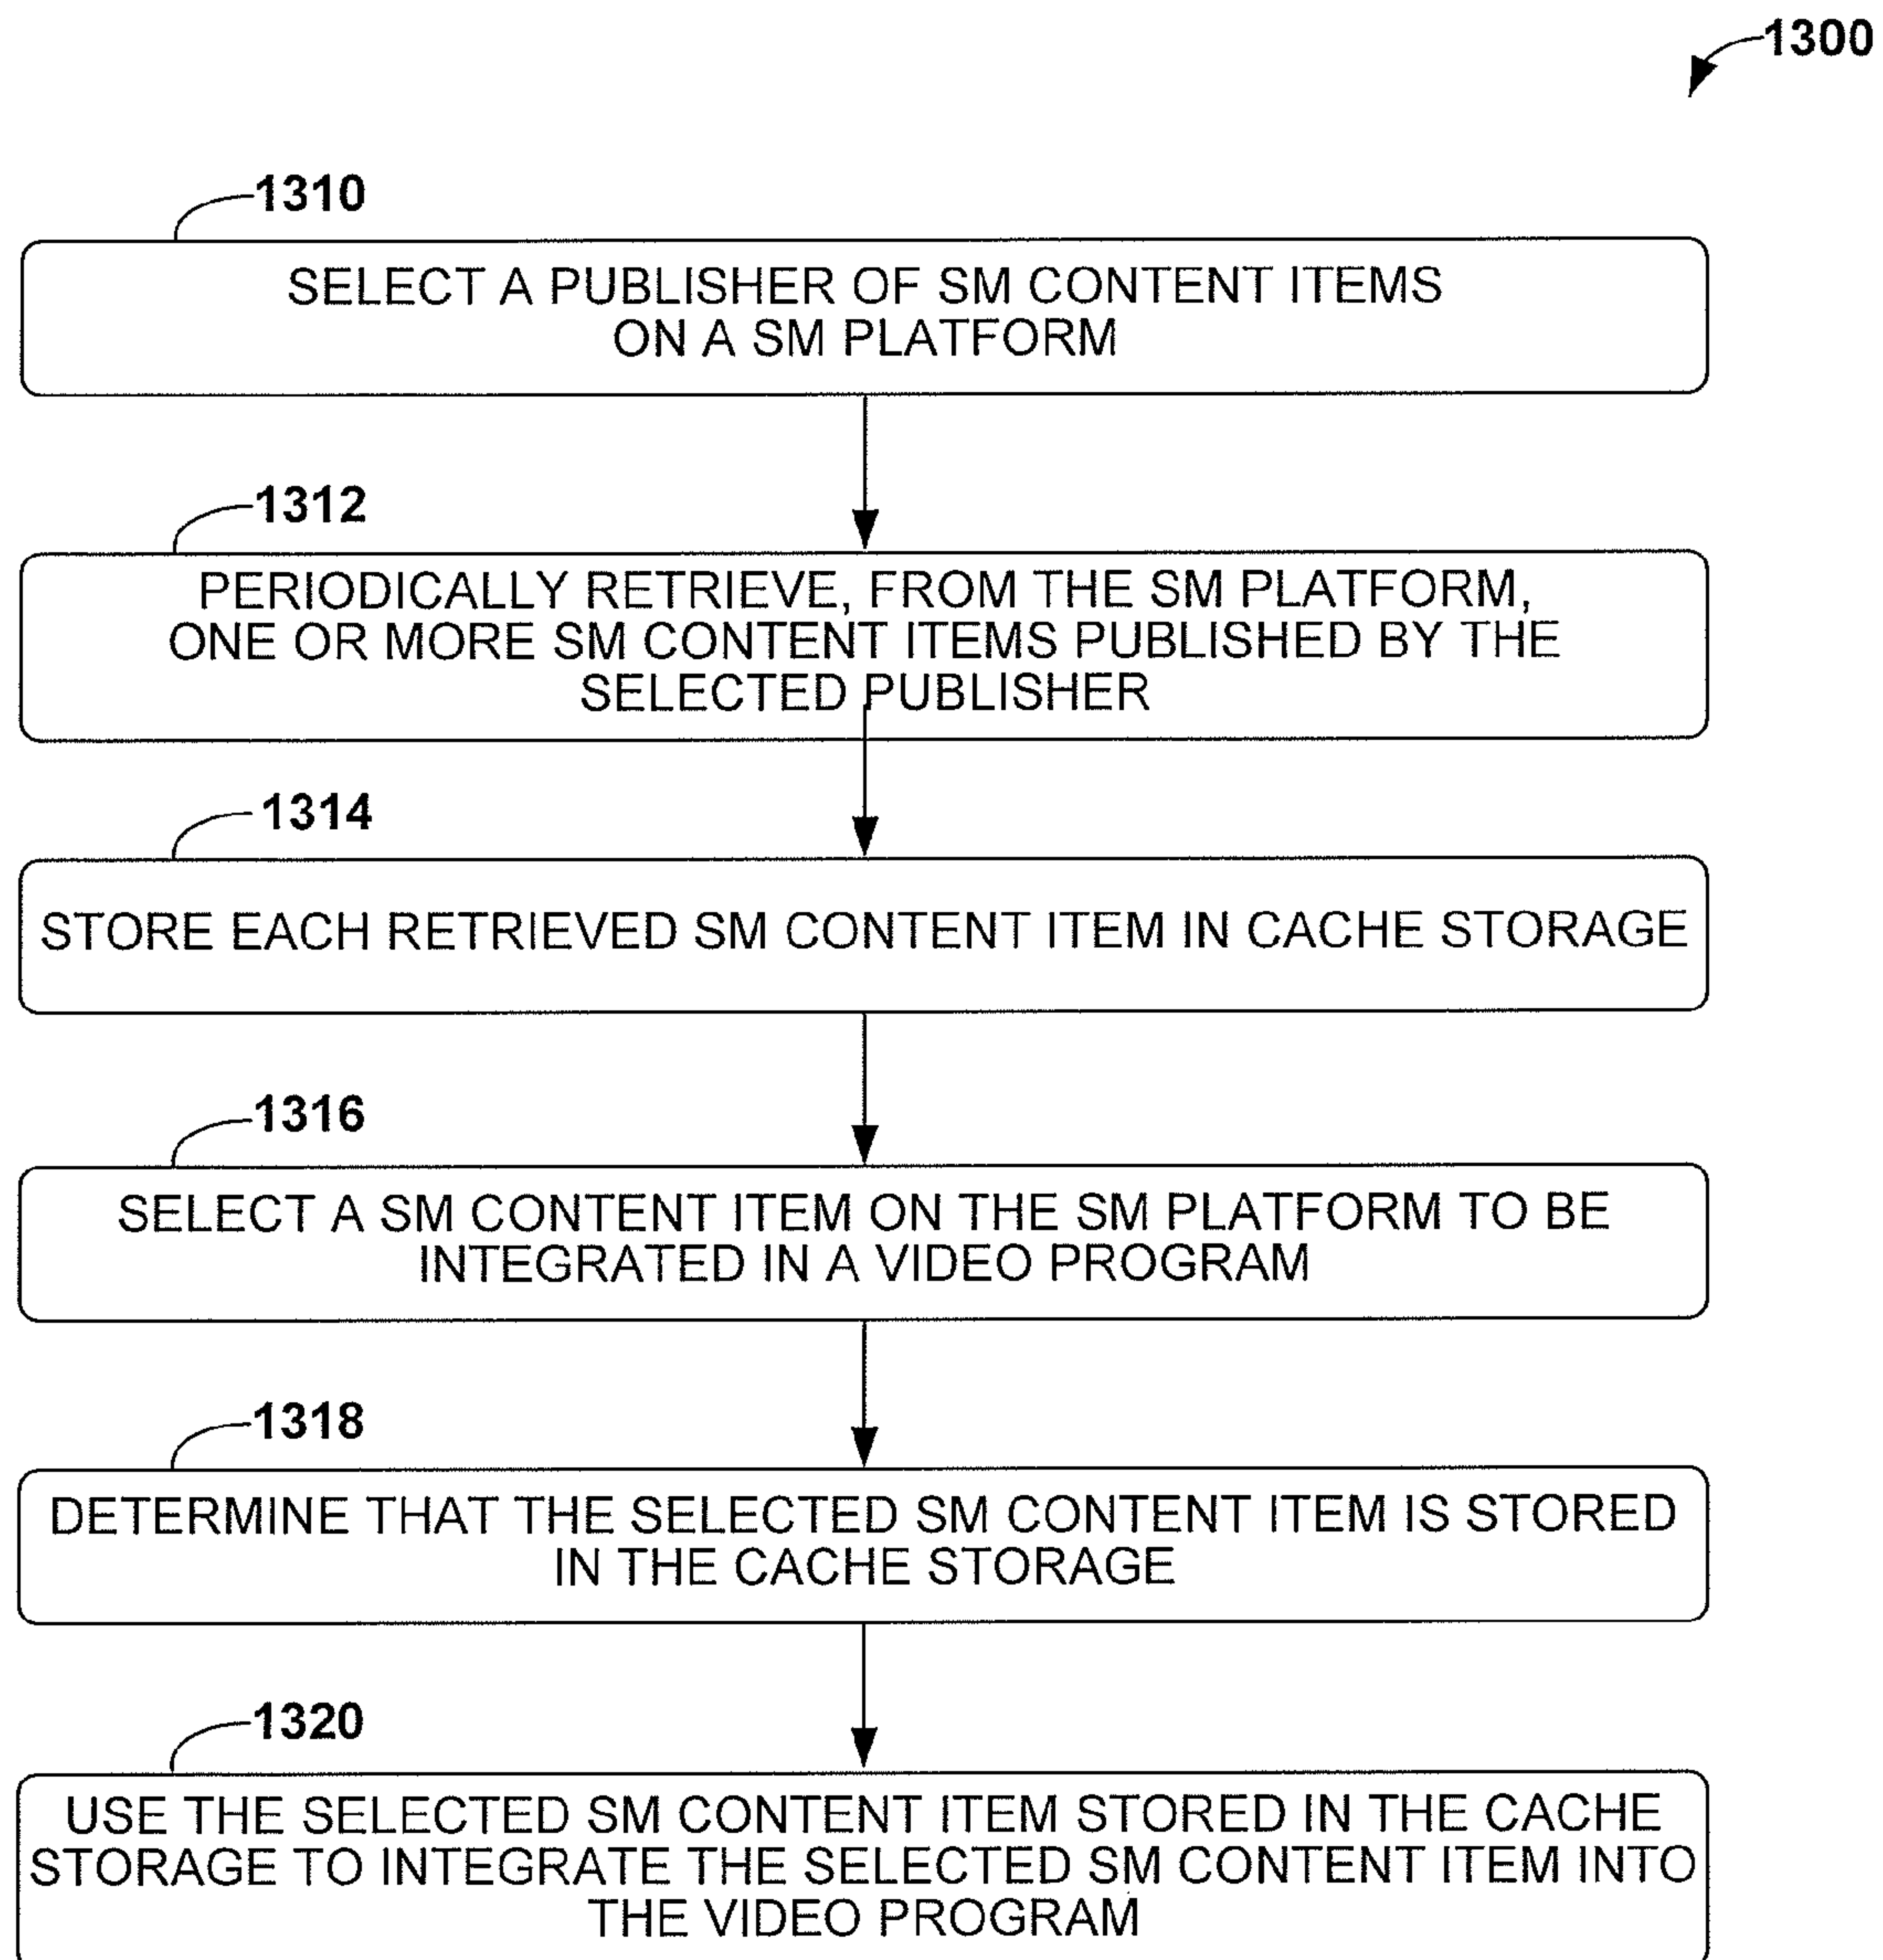 1300
1310
SELECT A PUBLISHER OF SM CONTENT ITEMS
ON A SM PLATFORM
1312
PERIODICALLY RETRIEVE, FROM THE SM PLATFORM,
ONE OR MORE SM CONTENT ITEMS PUBLISHED BY THE
SELECTED PUBLISHER
1314
STORE EACH RETRIEVED SM CONTENT ITEM IN CACHE STORAGE
1316
SELECT A SM CONTENT ITEM ON THE SM PLATFORM TO BE
INTEGRATED IN A VIDEO PROGRAM
1318
DETERMINE THAT THE SELECTED SM CONTENT ITEM IS STORED
IN THE CACHE STORAGE
1320
USE THE SELECTED SM CONTENT ITEM STORED IN THE CACHE
STORAGE TO INTEGRATE THE SELECTED SM CONTENT ITEM INTO
THE VIDEO PROGRAM